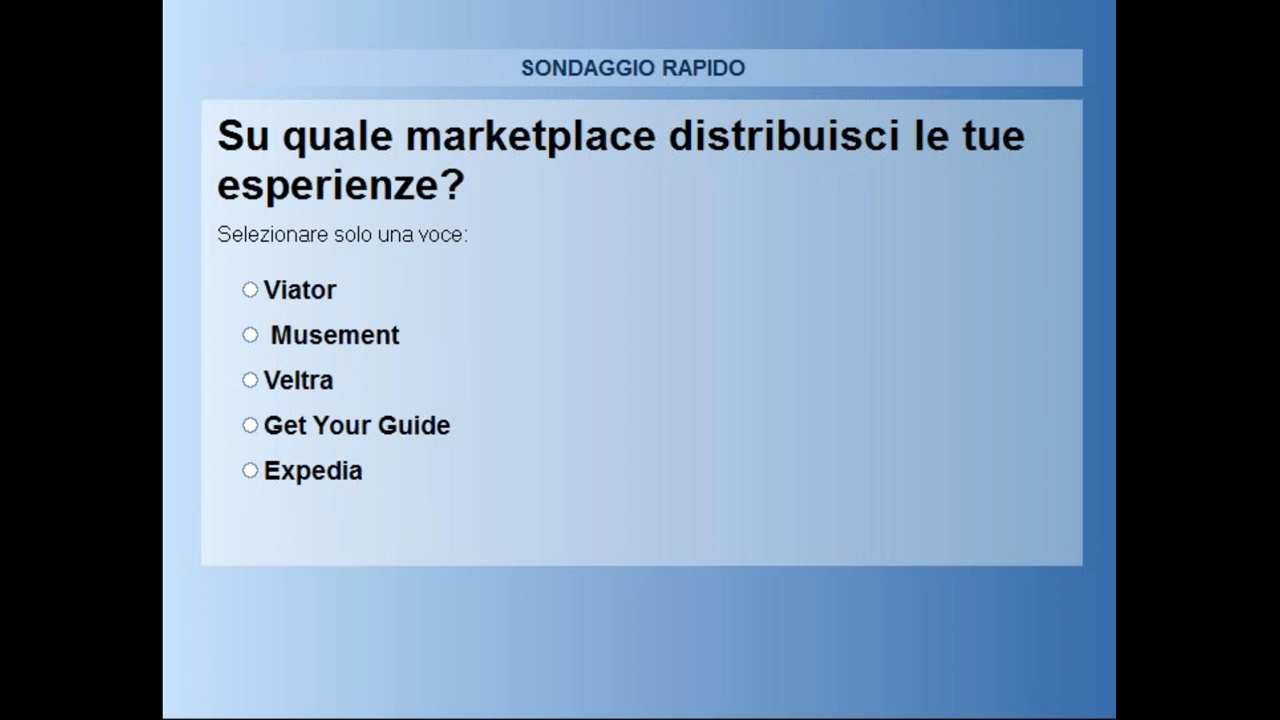 SONDAGGIO RAPIDO
Su quale marketplace distribuisci le tue
esperienze?
Selezionare solo una voce:
Viator
Musement
Veltra
Get Your Guide
Expedia